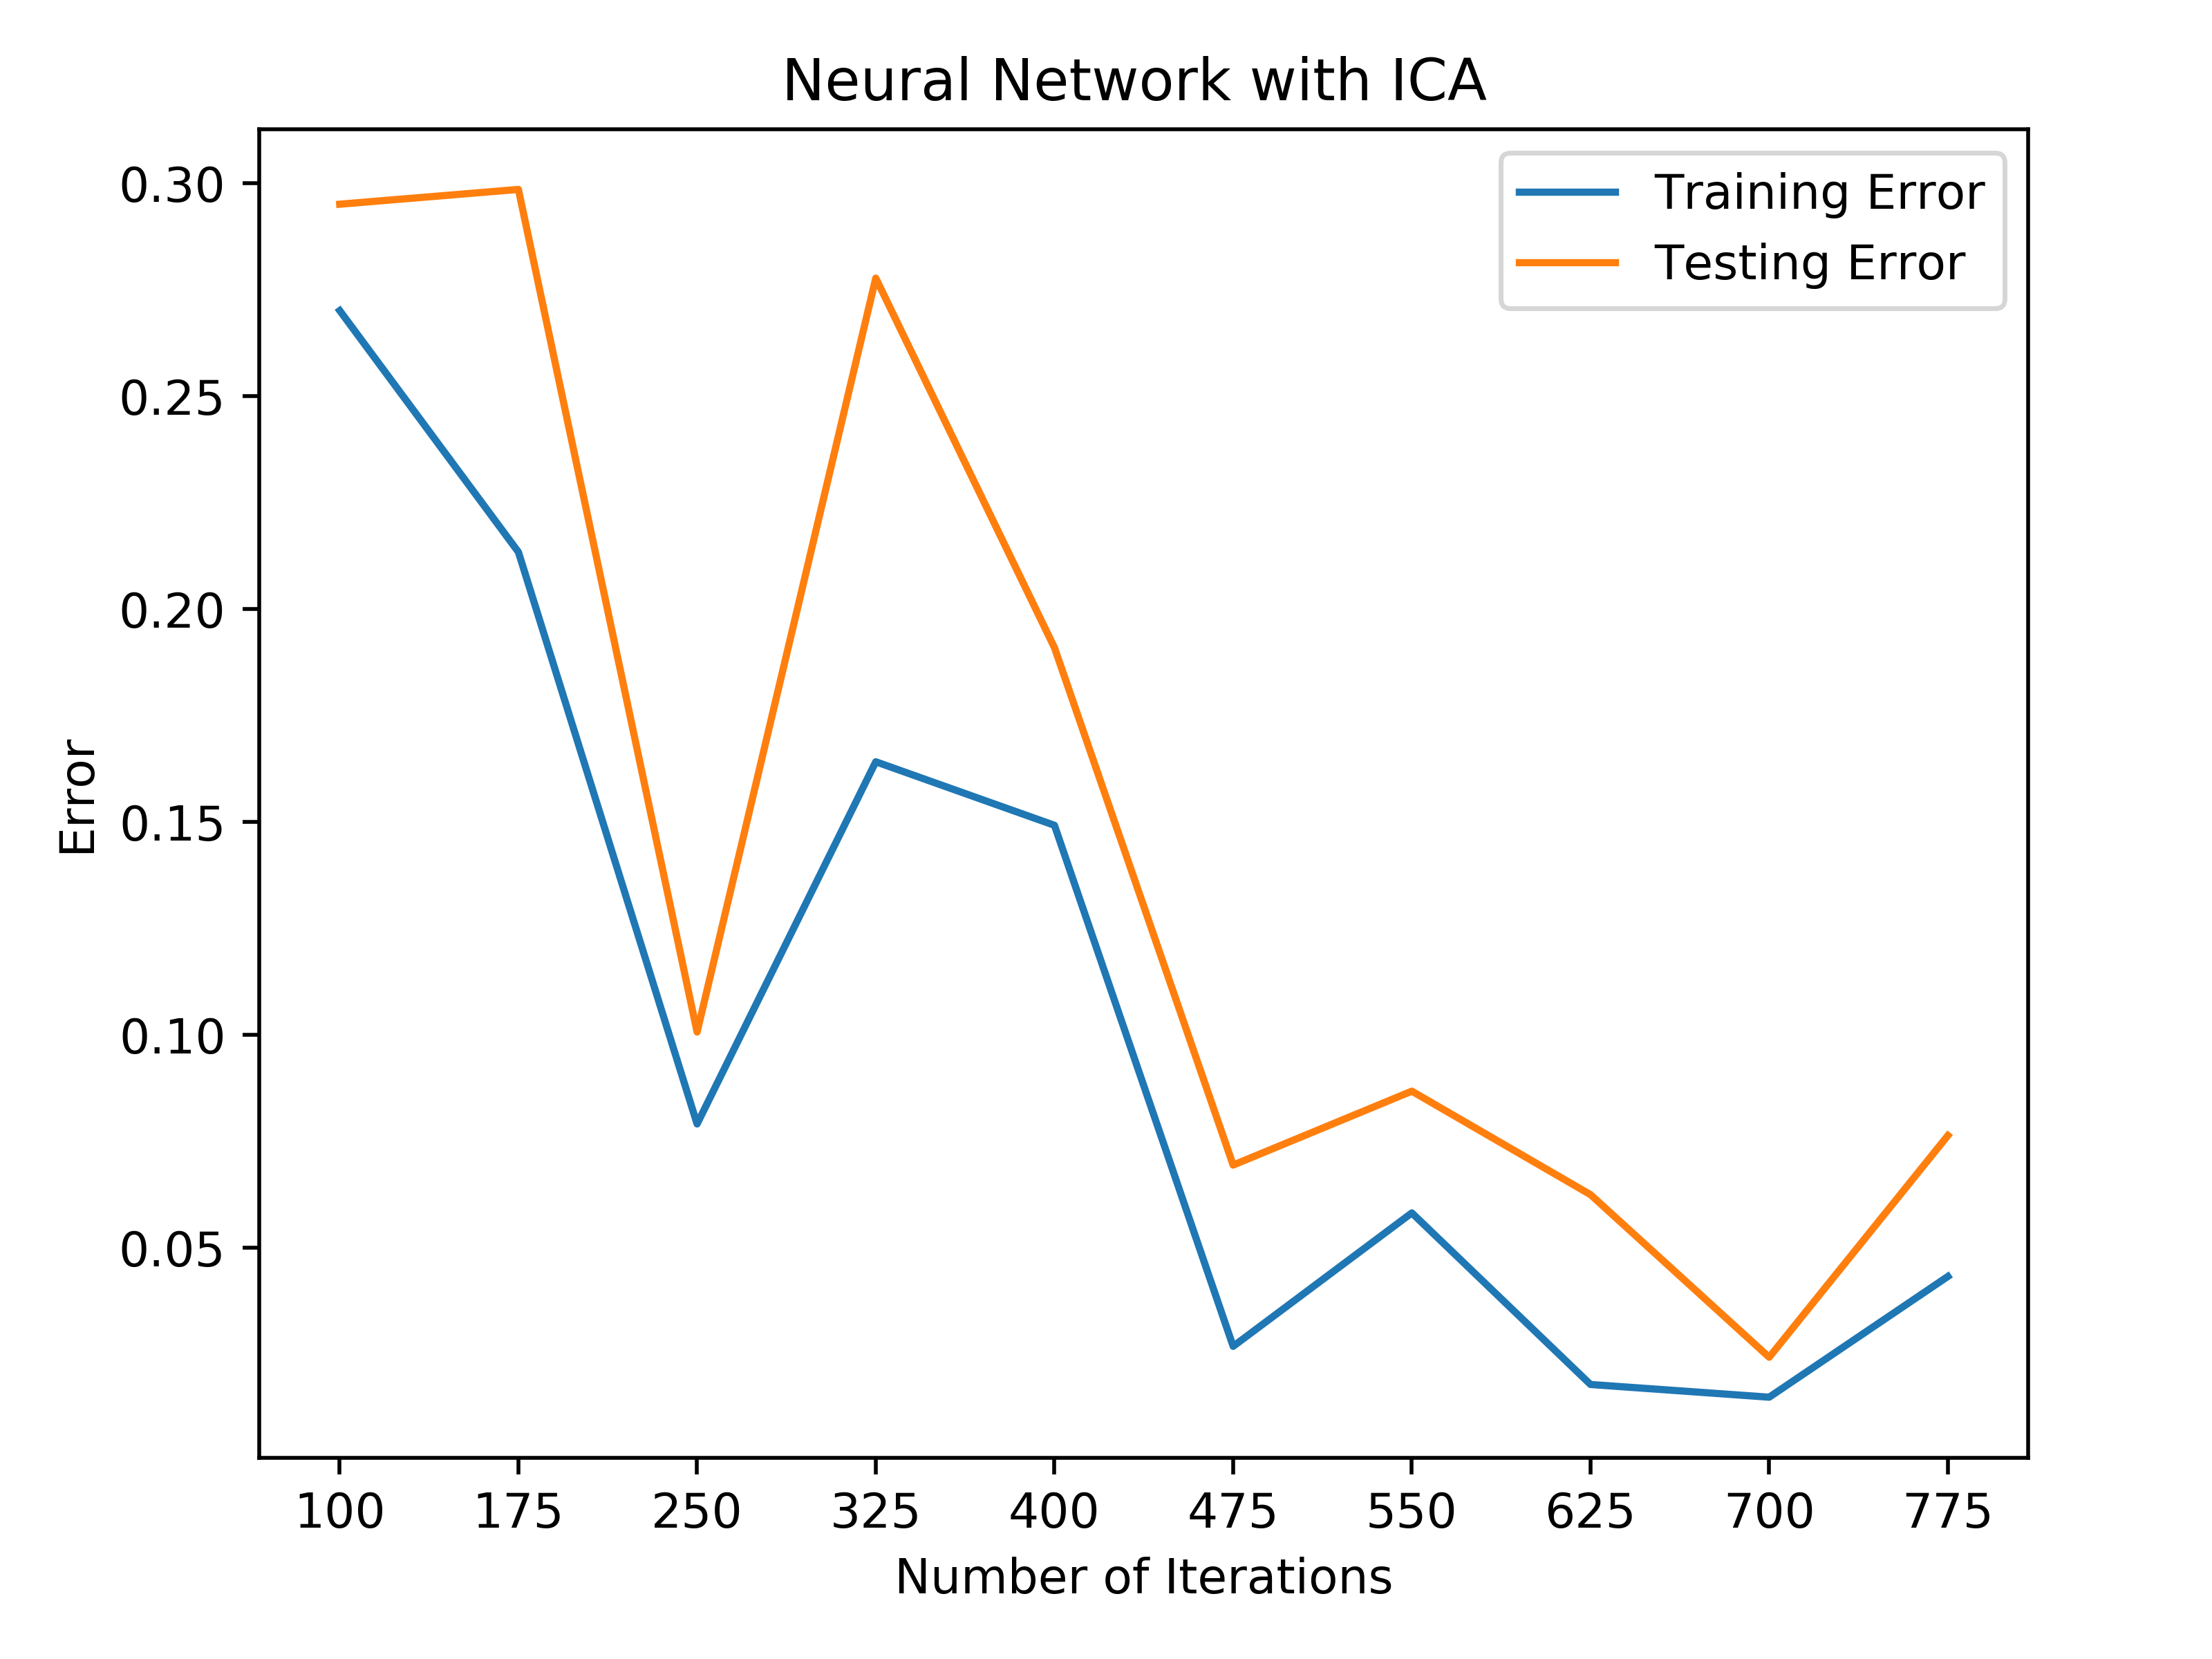 Neural Network with ICA
Training Error
Testing Error
0.30
0.25
0.20
0.15
0.10
0.05
Error
100 175 250 325 400 475 550 625 700 775
Number of Iterations